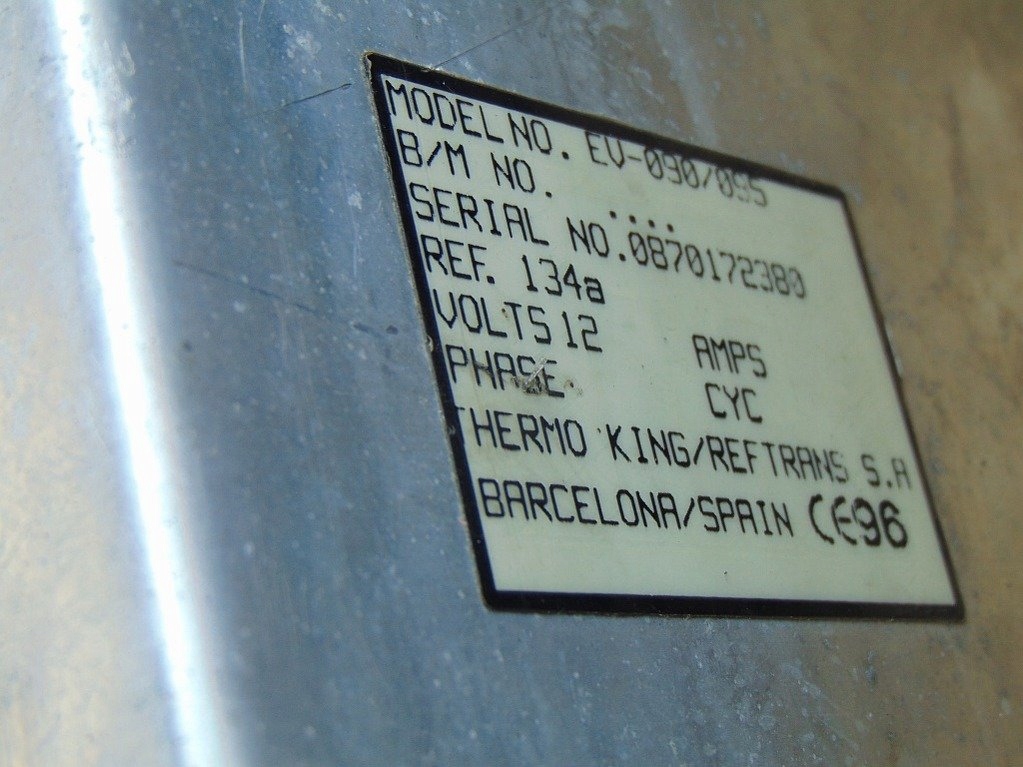 MODEL NO. EV-090/095
B/M NO. ....
SERIAL NO.0870172380
REF. 134a
VOLTS 12 AMPS
PHASE CYC
THERMO KING/REFTRANS S.A
BARCELONA/SPAIN CE96